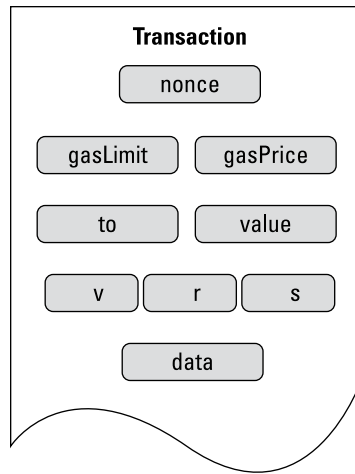 Transaction
nonce
gasLimit gasPrice
to value
v r s
data